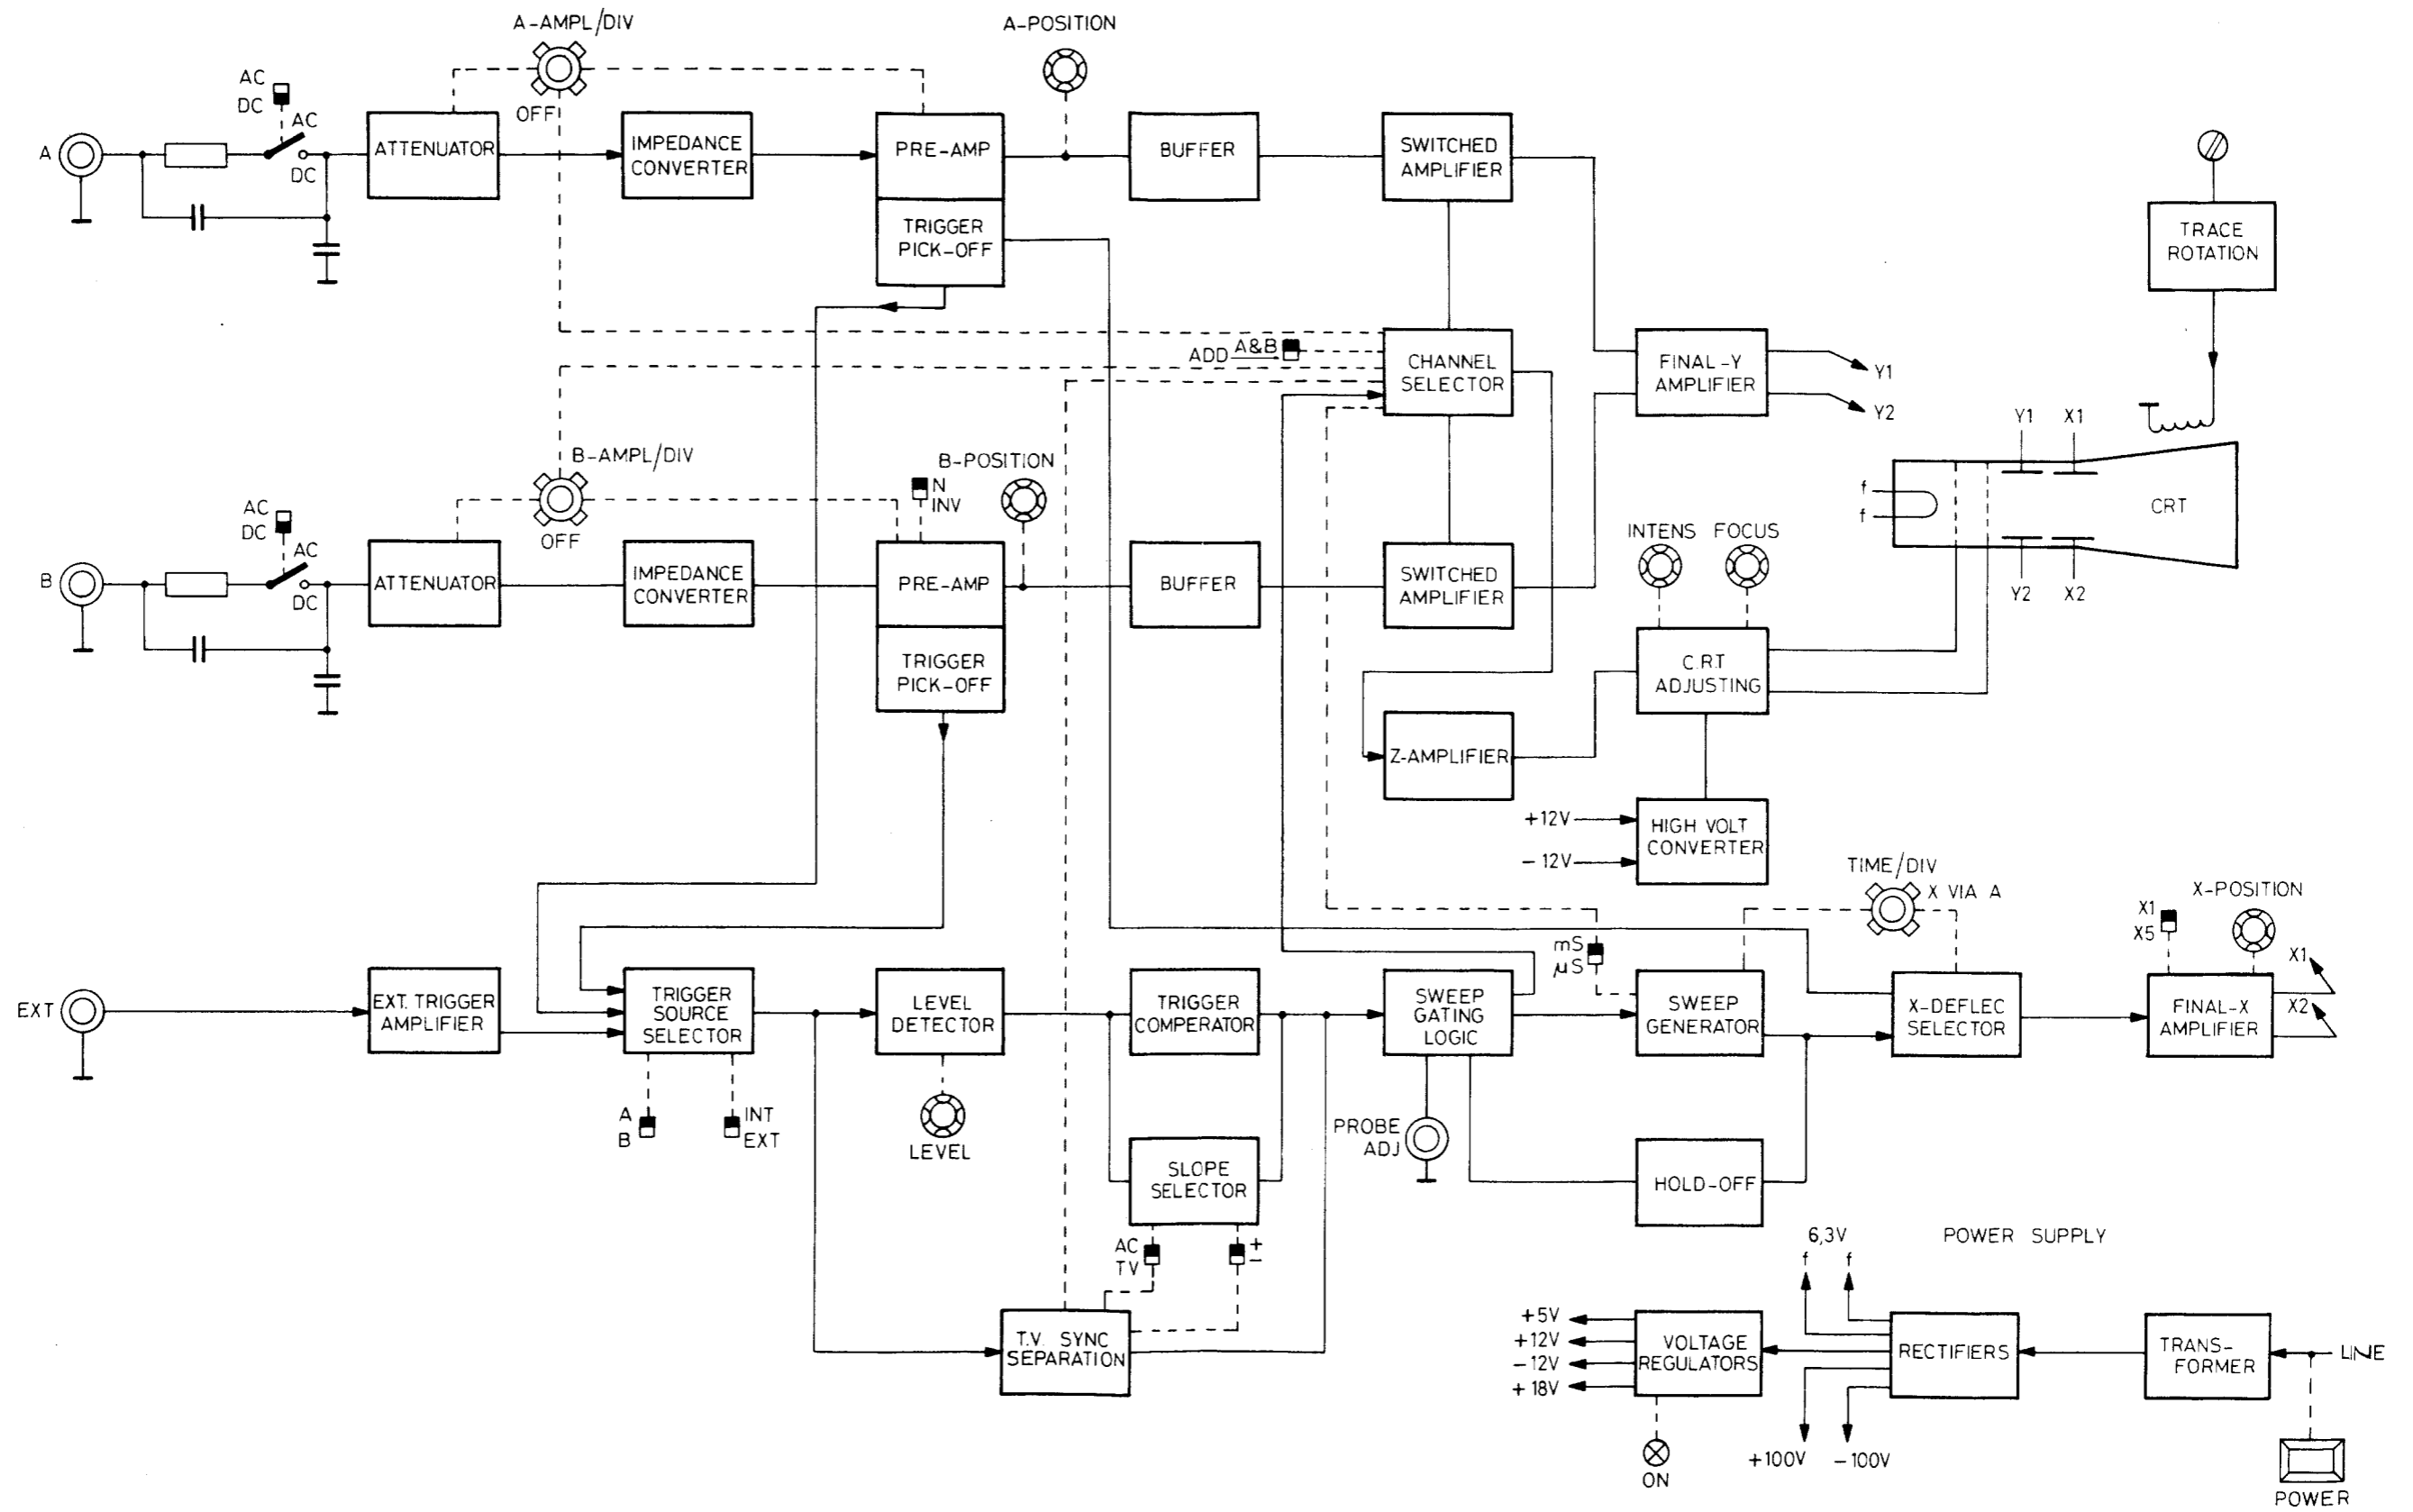 A-AMPL/DIV
A-POSITION
AC
DC
AC
DC
OFF
A
ATTENUATOR
IMPEDANCE
CONVERTER
PRE-AMP
BUFFER
SWITCHED
AMPLIFIER
TRIGGER
PICK-OFF
TRACE
ROTATION
ADD
A&B
CHANNEL
SELECTOR
FINAL-Y
AMPLIFIER
Y1
Y2
B-AMPL/DIV
OFF
N
INV
B-POSITION
AC
DC
AC
DC
B
ATTENUATOR
IMPEDANCE
CONVERTER
PRE-AMP
BUFFER
SWITCHED
AMPLIFIER
TRIGGER
PICK-OFF
Y1
X1
f
f
CRT
Y2
X2
INTENS
FOCUS
C.R.T
ADJUSTING
Z-AMPLIFIER
+12V
-12V
HIGH VOLT
CONVERTER
TIME/DIV
X VIA A
X-POSITION
X1
X5
mS
µS
X1
X2
EXT
EXT. TRIGGER
AMPLIFIER
TRIGGER
SOURCE
SELECTOR
LEVEL
DETECTOR
TRIGGER
COMPERATOR
SWEEP
GATING
LOGIC
SWEEP
GENERATOR
X-DEFLEC
SELECTOR
FINAL-X
AMPLIFIER
A
B
INT
EXT
LEVEL
PROBE
ADJ
SLOPE
SELECTOR
HOLD-OFF
AC
TV
+
-
T.V. SYNC
SEPARATION
6,3V
f
f
POWER SUPPLY
+5V
+12V
-12V
+18V
VOLTAGE
REGULATORS
RECTIFIERS
TRANS-
FORMER
LINE
+100V
-100V
ON
POWER